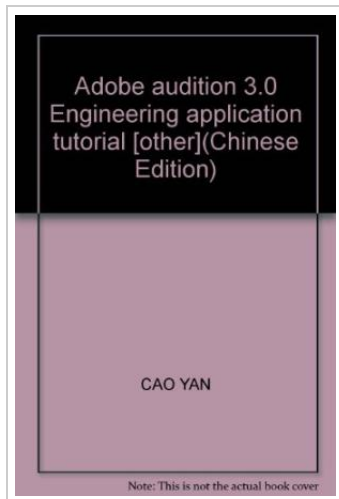 Adobe audition 3.0
Engineering application
tutorial [other](Chinese
Edition)
CAO YAN
Note: This is not the actual book cover